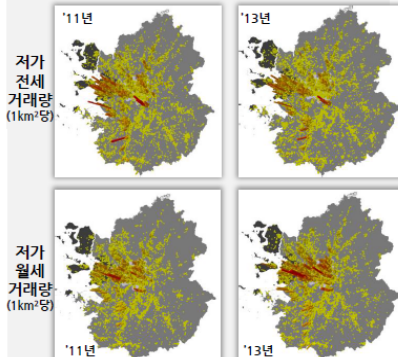 '11년
'13년
저가
전세
거래량
(1km²당)
저가
월세
거래량
(1km²당)
'11년
'13년